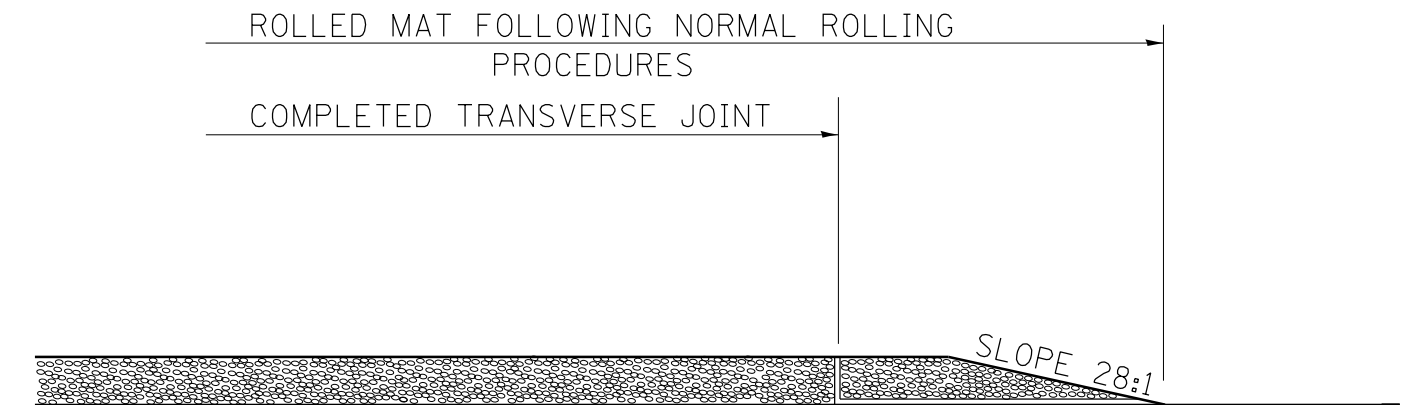 ROLLED MAT FOLLOWING NORMAL ROLLING
PROCEDURES
COMPLETED TRANSVERSE JOINT
SLOPE 28:1